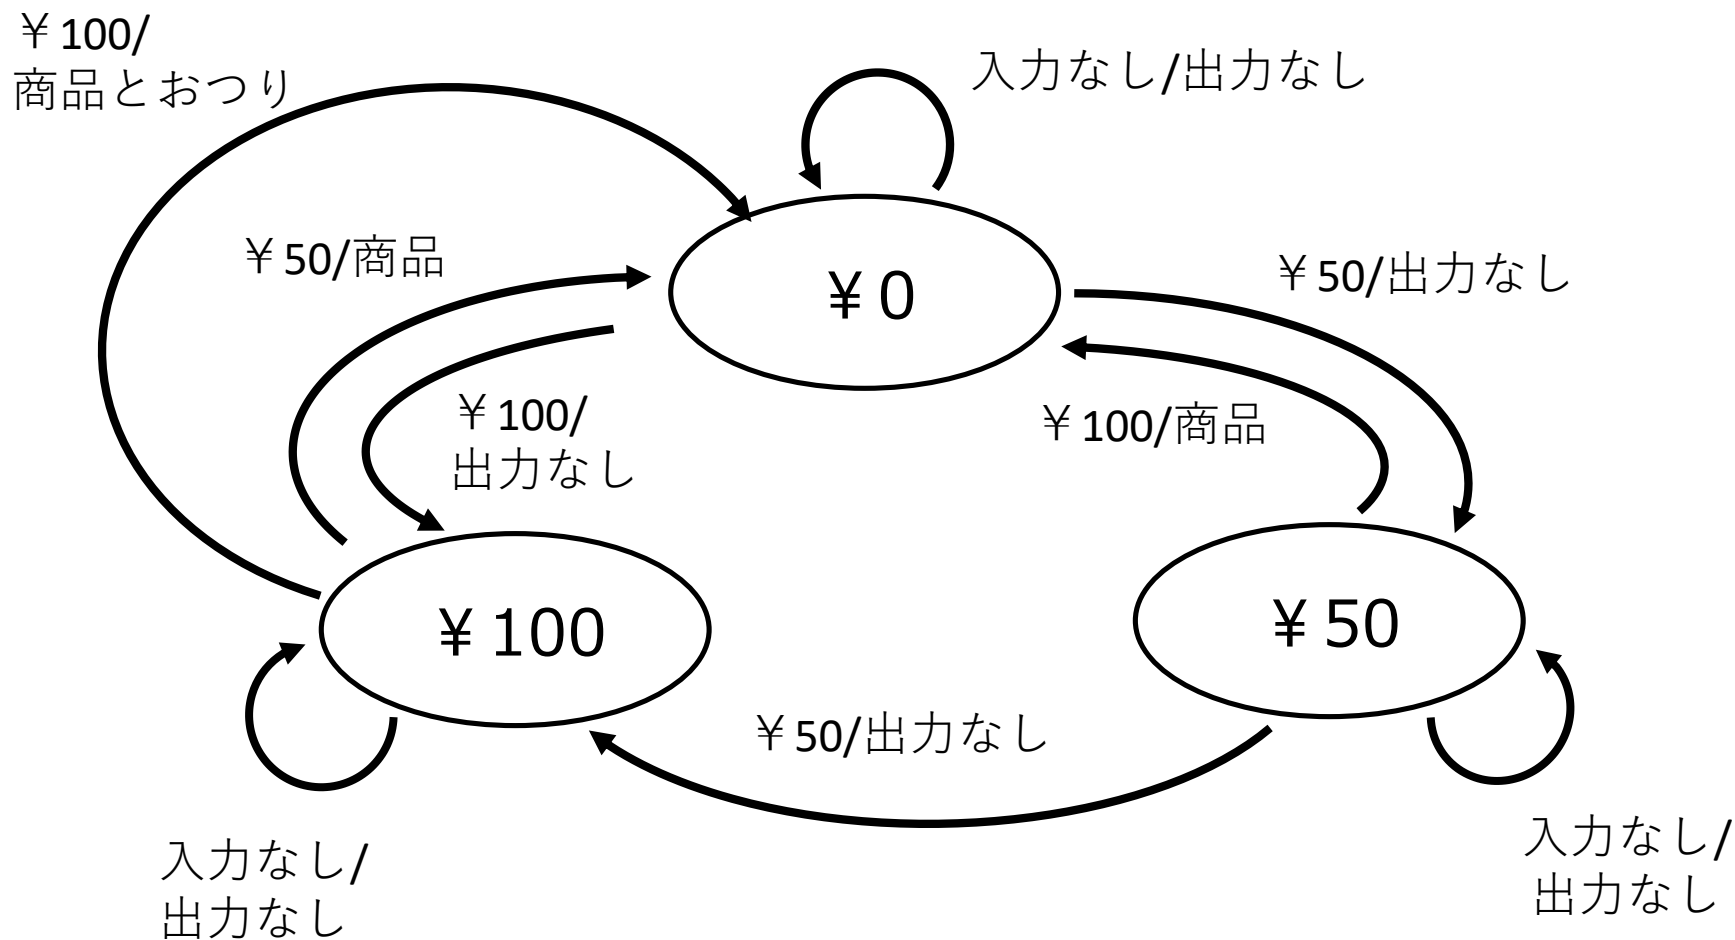 ￥100/
商品とおつり
入力なし/出力なし
￥50/商品
￥0
￥50/出力なし
￥100/
出力なし
￥100/商品
￥100
￥50
￥50/出力なし
入力なし/
出力なし
入力なし/
出力なし